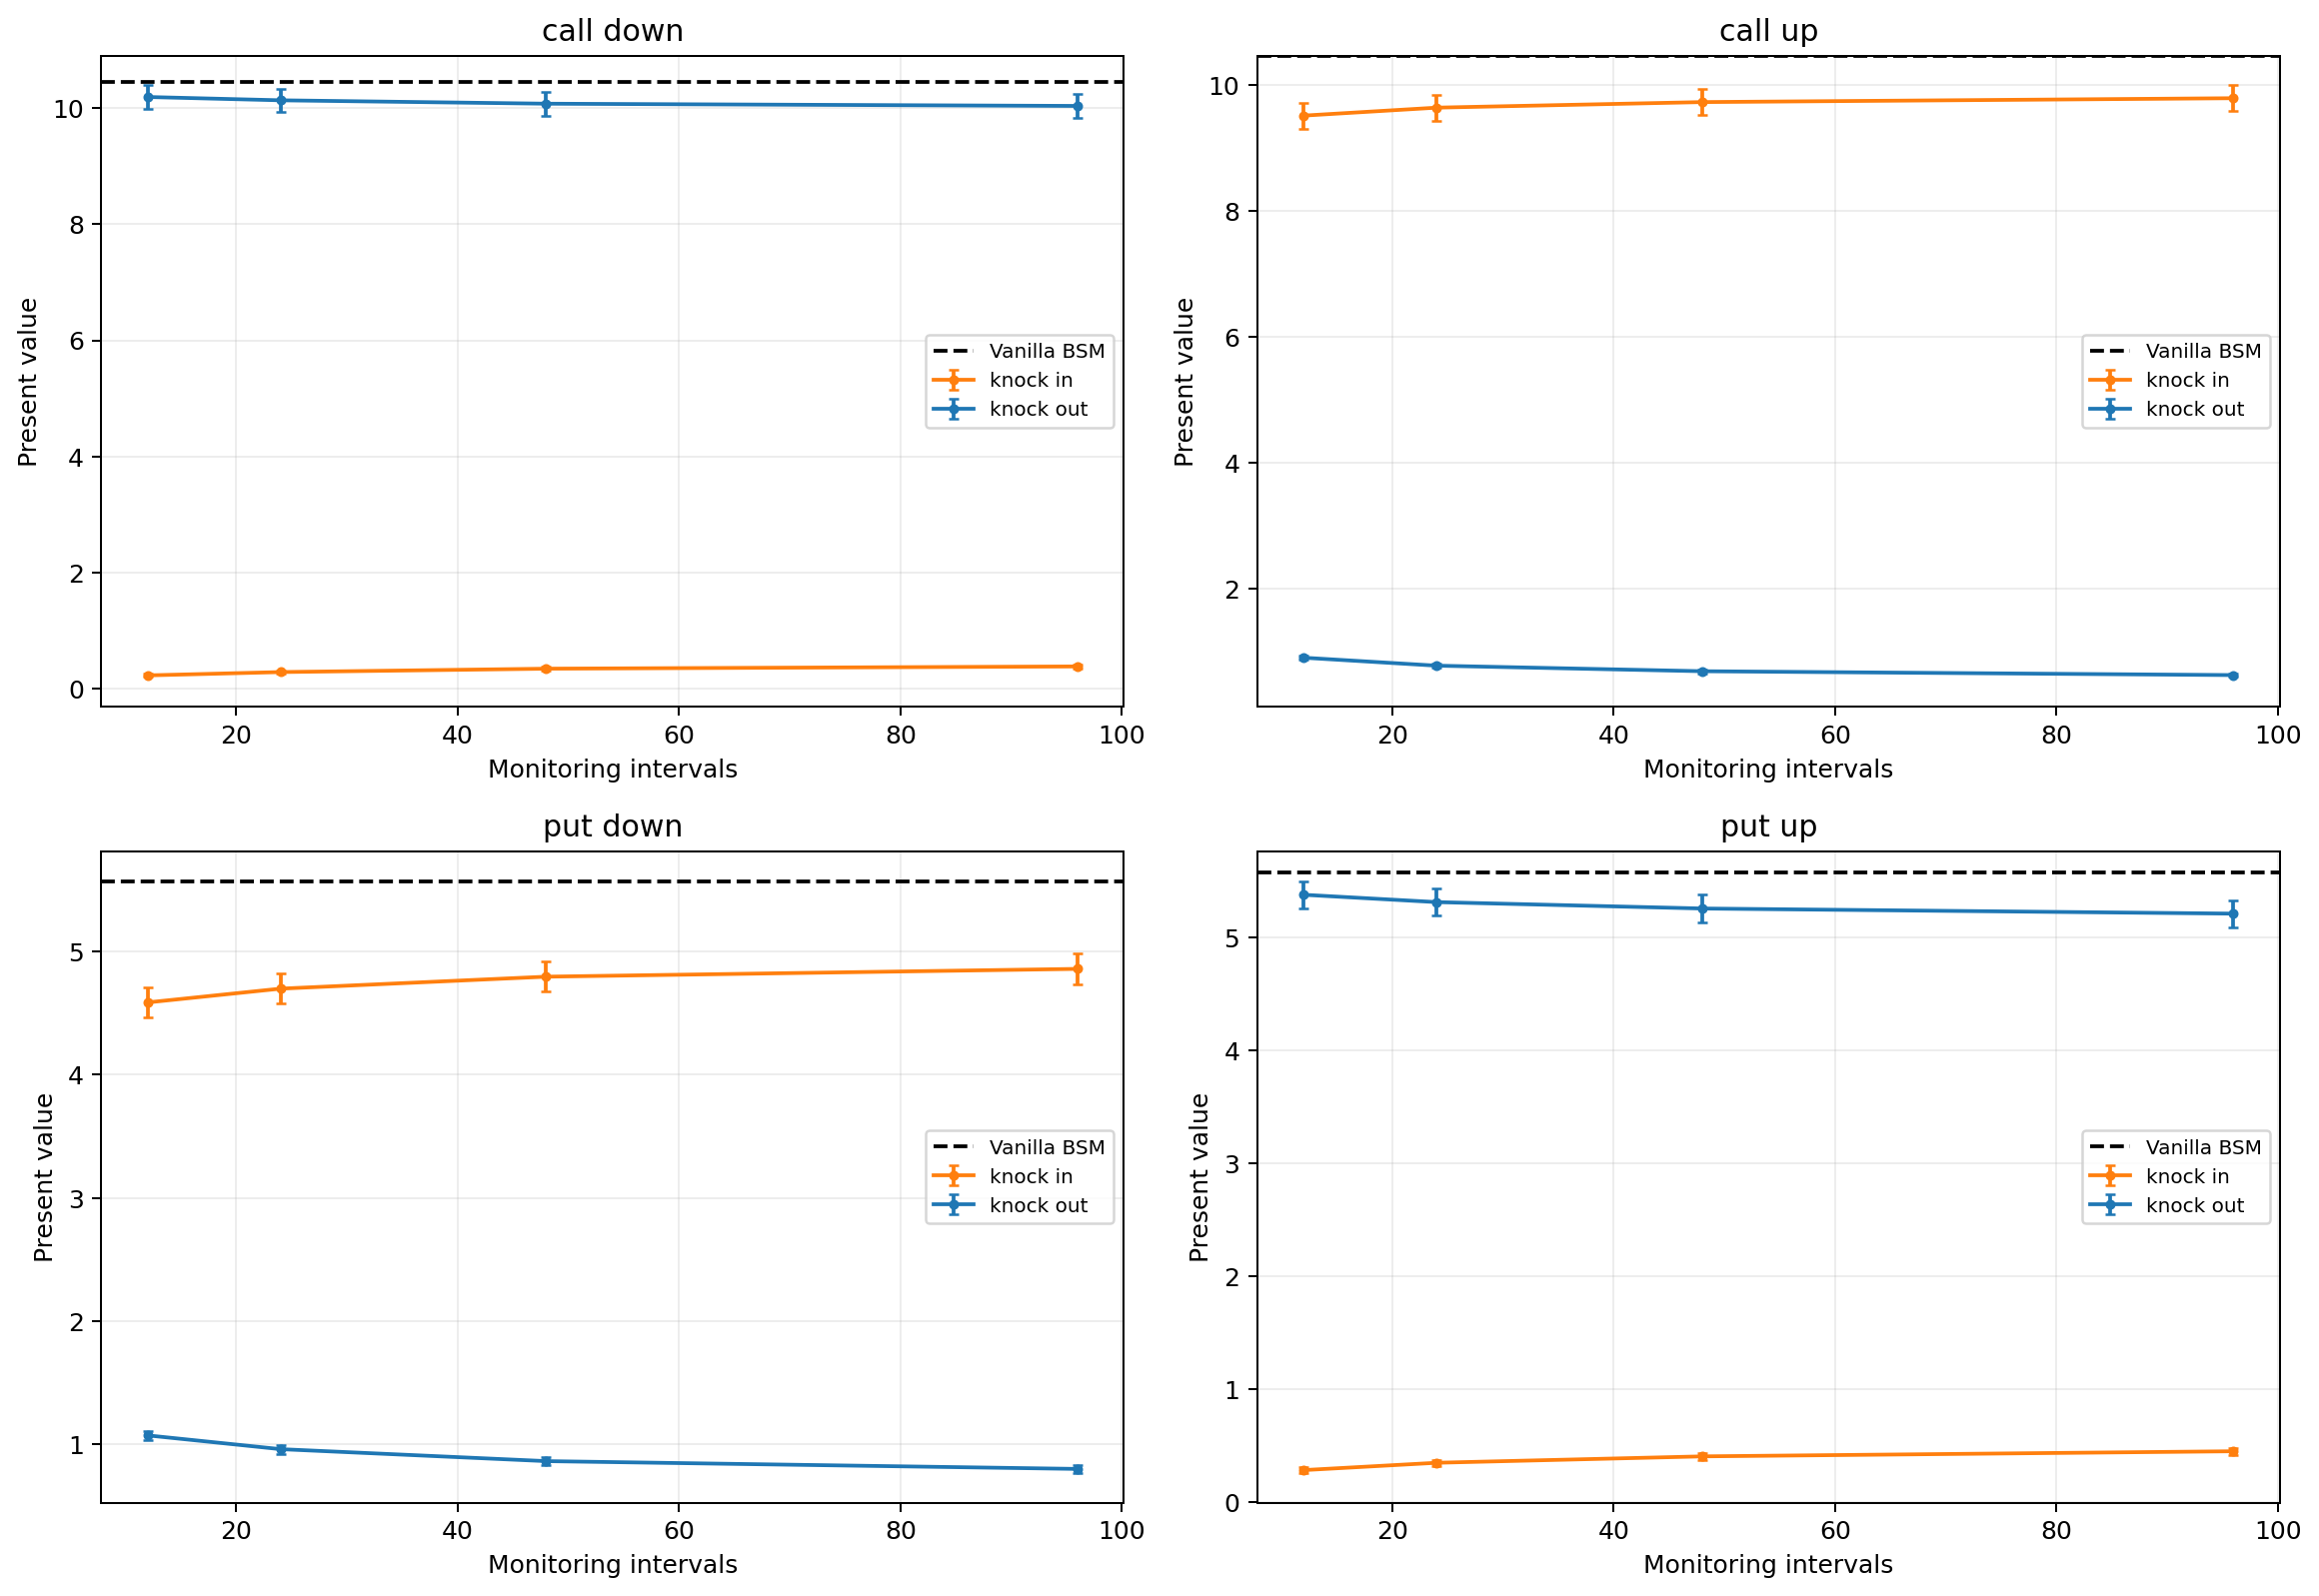 call down
Present value
10
8
6
4
2
0
20
40
60
80
100
Monitoring intervals
Vanilla BSM
knock in
knock out
call up
Present value
10
8
6
4
2
20
40
60
80
100
Monitoring intervals
Vanilla BSM
knock in
knock out
put down
Present value
5
4
3
2
1
20
40
60
80
100
Monitoring intervals
Vanilla BSM
knock in
knock out
put up
Present value
5
4
3
2
1
0
20
40
60
80
100
Monitoring intervals
Vanilla BSM
knock in
knock out